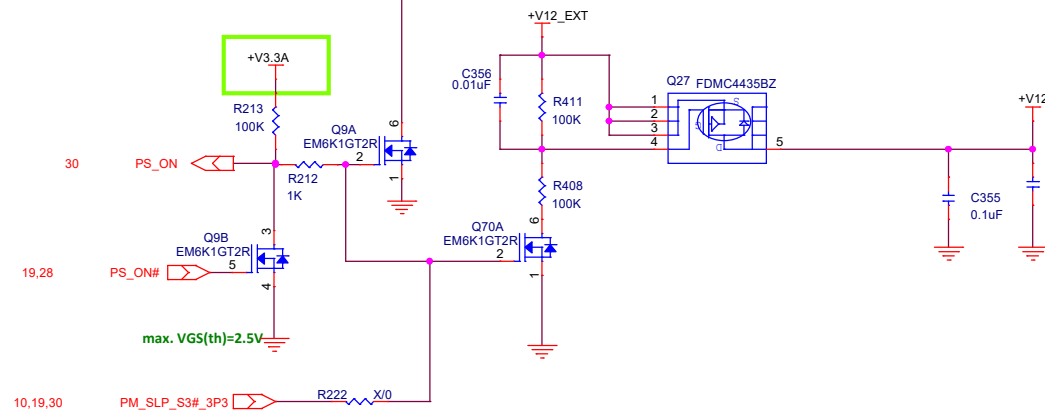 +V12_EXT
+V3.3A
C356
0.01uF
Q27 FDMC4435BZ
R213
100K
R411
100K
+V12
Q9A
EM6K1GT2R
6
2
1
S
G
D
1
2
3
4
5
30 PS_ON
R212
1K
R408
100K
C355
0.1uF
Q9B
EM6K1GT2R
3
5
4
Q70A
EM6K1GT2R
6
2
1
19,28 PS_ON#
max. VGS(th)=2.5V
10,19,30 PM_SLP_S3#_3P3 R222 X/0